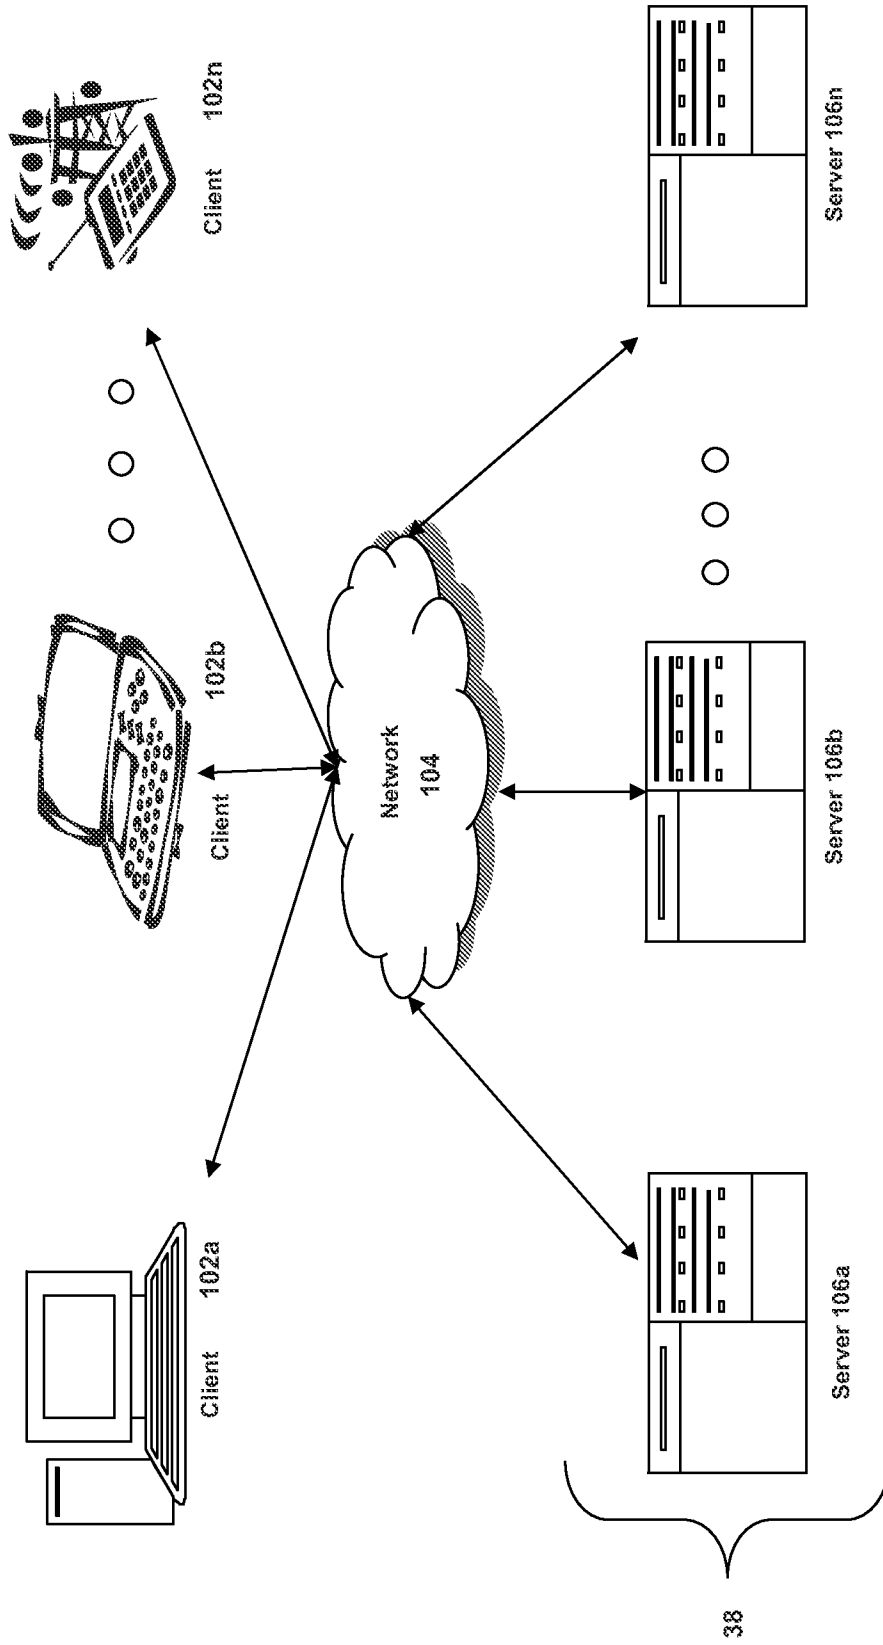 Client 102a
Client 102b
Client 102n
Network
104
Server 106a
Server 106b
Server 106n
38